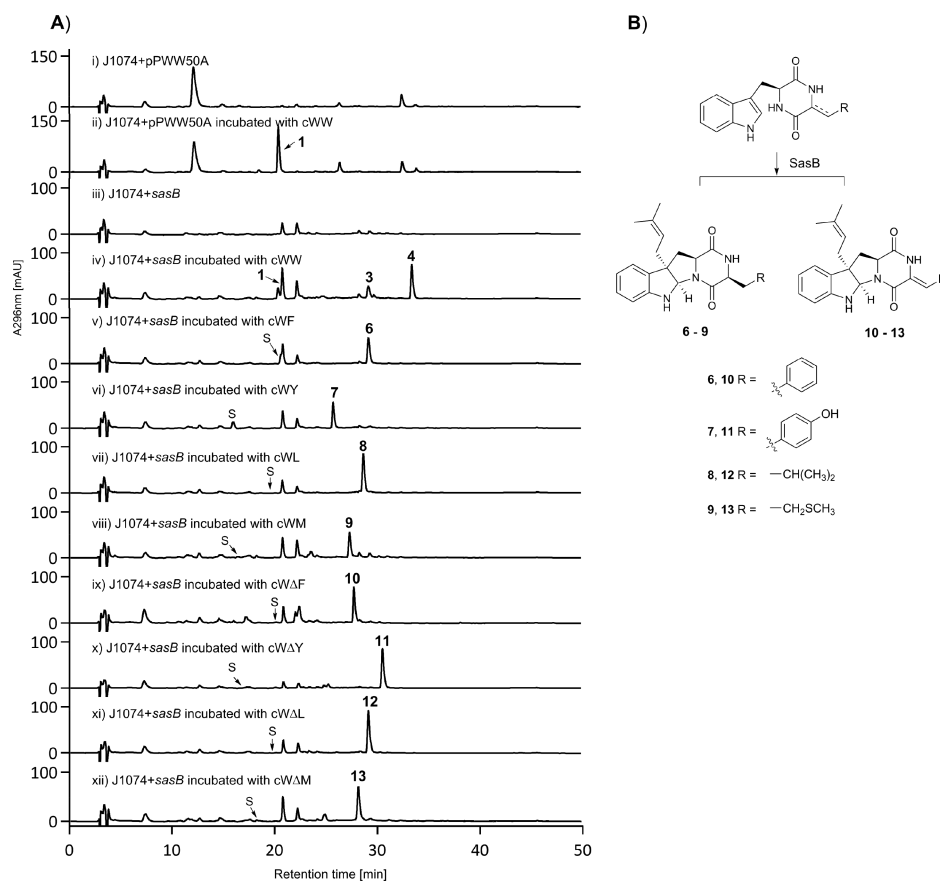 A)
150
i) J1074+pPWW50A
0
150
ii) J1074+pPWW50A incubated with cWW
1
0
100
iii) J1074+sasB
0
100
iv) J1074+sasB incubated with cWW
1
3
4
0
100
v) J1074+sasB incubated with cWF
S
6
0
100
vi) J1074+sasB incubated with cWY
S
7
0
100
vii) J1074+sasB incubated with cWL
S
8
0
100
viii) J1074+sasB incubated with cWM
S
9
0
100
ix) J1074+sasB incubated with cWΔF
S
10
0
100
x) J1074+sasB incubated with cWΔY
S
11
0
100
xi) J1074+sasB incubated with cWΔL
S
12
0
100
xii) J1074+sasB incubated with cWΔM
S
13
0
0 10 20 30 40 50
Retention time [min]
A296nm [mAU]
B)
O
NH
R
HN
N
H
O
SasB
O
NH
N
R
N
H
H
O
6 - 9
O
NH
N
R
N
H
H
O
10 - 13
6, 10 R =
7, 11 R =
OH
8, 12 R = —CH(CH₃)₂
9, 13 R = —CH₂SCH₃